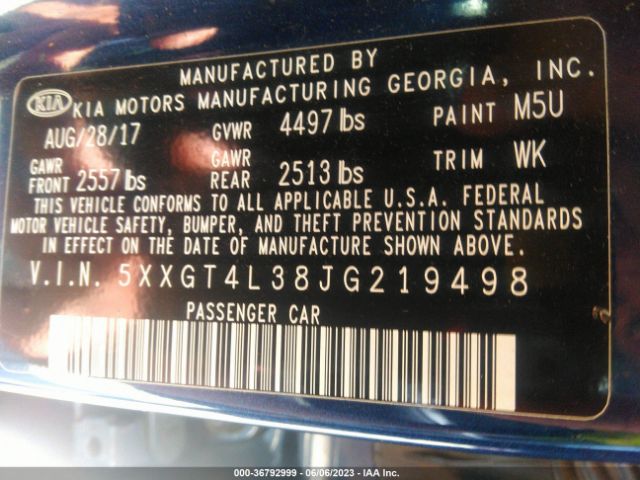 MANUFACTURED BY
KIA KIA MOTORS MANUFACTURING GEORGIA, INC.
AUG/28/17 GVWR 4497 lbs PAINT M5U
GAWR FRONT 2557 lbs GAWR REAR 2513 lbs TRIM WK
THIS VEHICLE CONFORMS TO ALL APPLICABLE U.S.A. FEDERAL
MOTOR VEHICLE SAFETY, BUMPER, AND THEFT PREVENTION STANDARDS
IN EFFECT ON THE DATE OF MANUFACTURE SHOWN ABOVE.
V.I.N. 5XXGT4L38JG219498
PASSENGER CAR
000-36792999 - 06/06/2023 - IAA Inc.